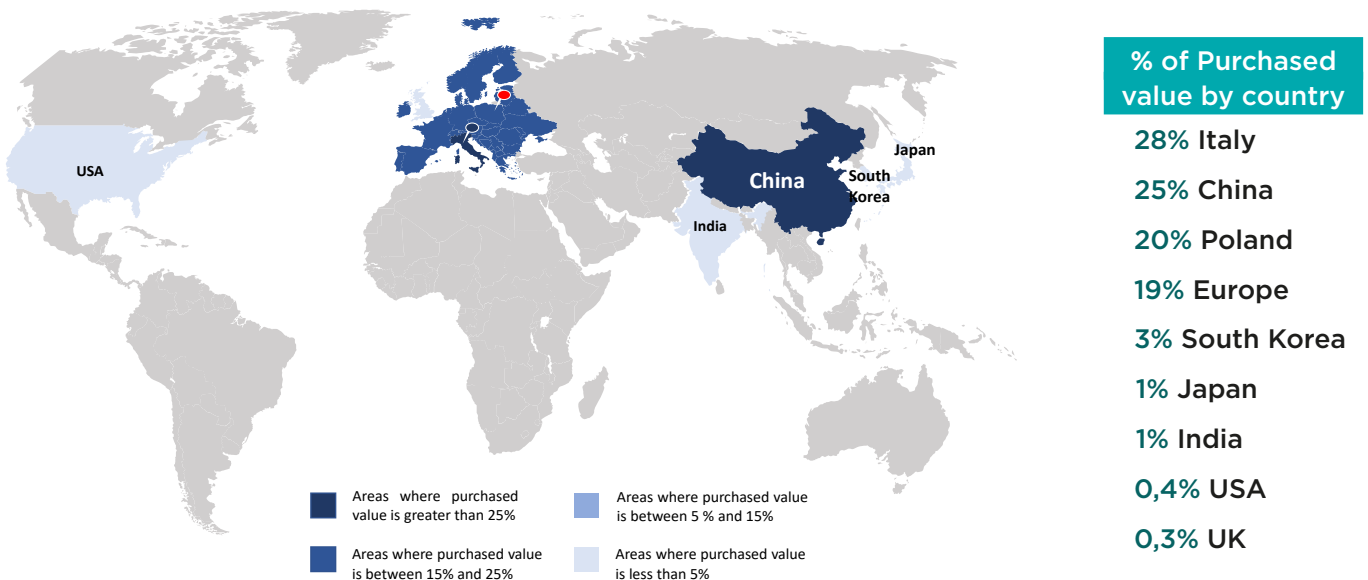 USA
China
India
Japan
South
Korea
Areas where purchased
value is greater than 25%
Areas where purchased value
is between 15% and 25%
Areas where purchased value
is between 5 % and 15%
Areas where purchased value
is less than 5%
% of Purchased
value by country
28% Italy
25% China
20% Poland
19% Europe
3% South Korea
1% Japan
1% India
0,4% USA
0,3% UK